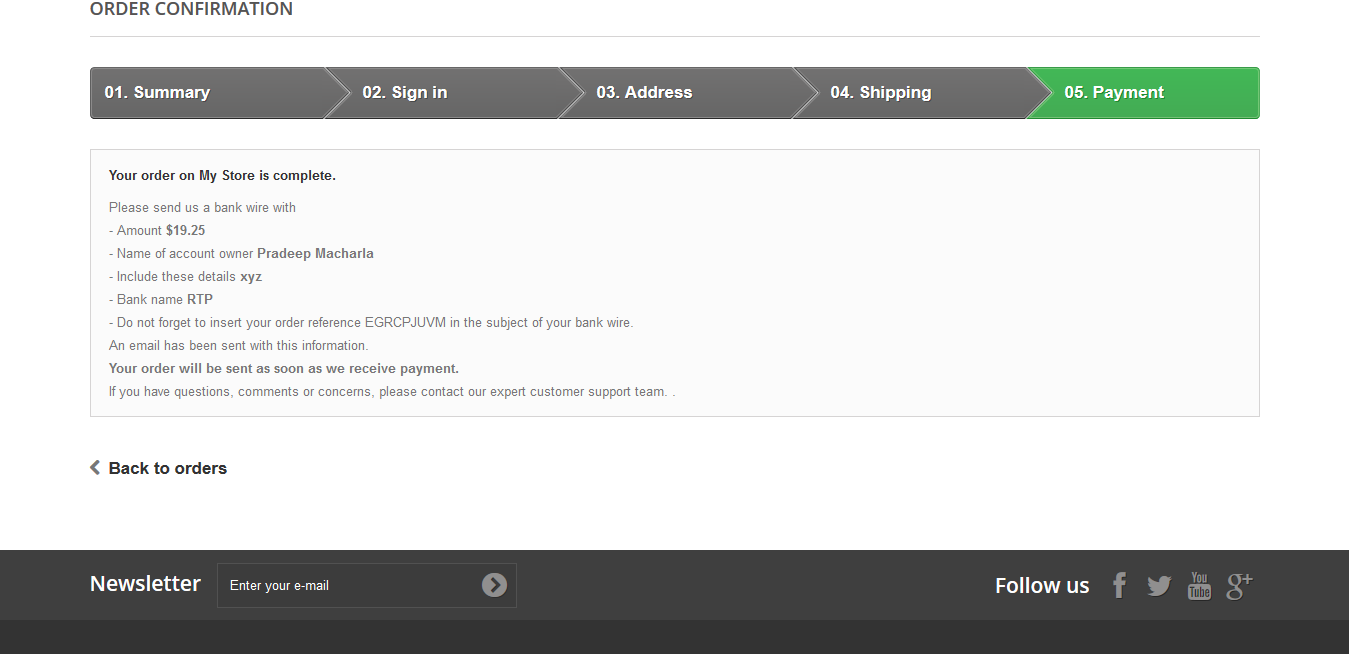 ORDER CONFIRMATION
01. Summary
02. Sign in
03. Address
04. Shipping
05. Payment
Your order on My Store is complete.
Please send us a bank wire with
- Amount $19.25
- Name of account owner Pradeep Macharla
- Include these details xyz
- Bank name RTP
- Do not forget to insert your order reference EGRCPJUVM in the subject of your bank wire.
An email has been sent with this information.
Your order will be sent as soon as we receive payment.
If you have questions, comments or concerns, please contact our expert customer support team. .
Back to orders
Newsletter
Enter your e-mail
Follow us
You
Tube
g+